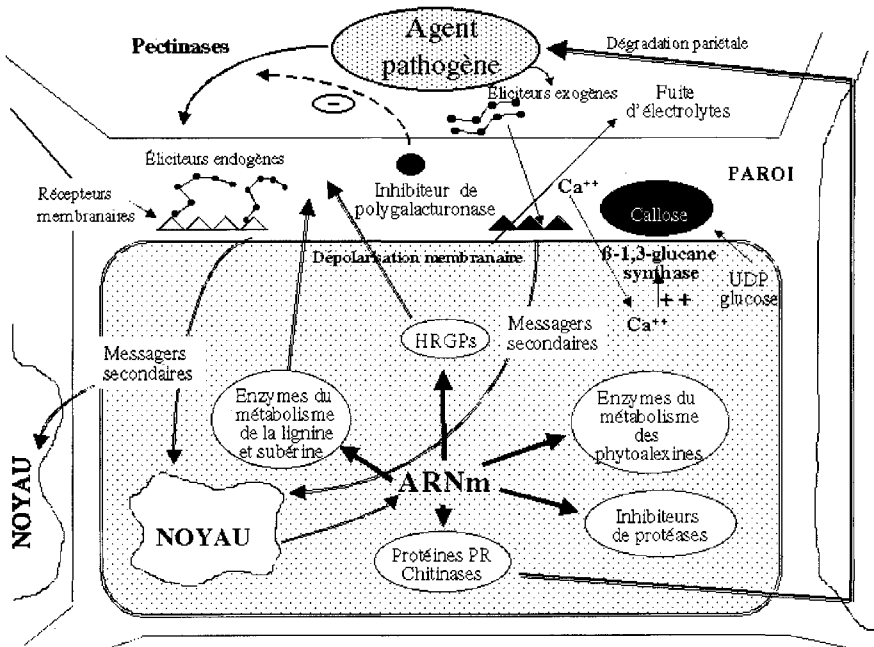 Agent
pathogène
Pectinases
Dégradation pariétale
Éliciteurs exogènes
Fuite
d'électrolytes
Éliciteurs endogènes
Récepteurs
membranaires
Inhibiteur de
polygalacturonase
Ca++
PAROI
Callose
Dépolarisation membranaire
ß-1,3-glucane
synthase
UDP
glucose
++
Ca++
Messagers
secondaires
HRGPs
Messagers
secondaires
Enzymes du
métabolisme
de la lignine
et subérine
Enzymes du
métabolisme
des
phytoalexines
NOYAU
ARNm
NOYAU
Inhibiteurs
de protéases
Protéines PR
Chitinases